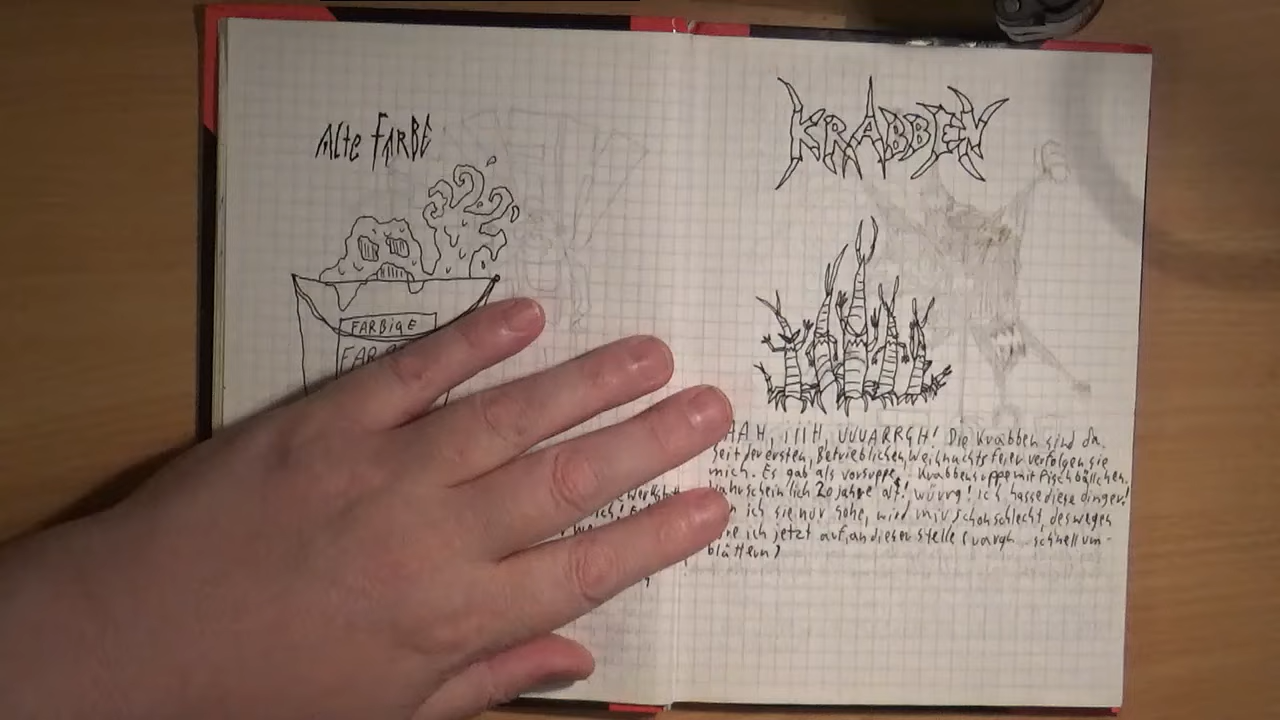 Alte FARBE
FARBiGE
KRABBEN
AAH, iiiH, UUUARRGH! Die Krabben sind da.
Seit der ersten, Betrieblichen Weihnachtsfeier verfolgen sie
mich. Es gab als vorsuppe, Krabbensuppe mit Fischbällchen.
Wahrscheinlich 20 jahre alt! würrg! ich hasse diese dinger!
ich sie nur sehe, wird mir schon schlecht, deswegen
ich jetzt auf, an dieser stelle (uargh schnell um-
blättern)